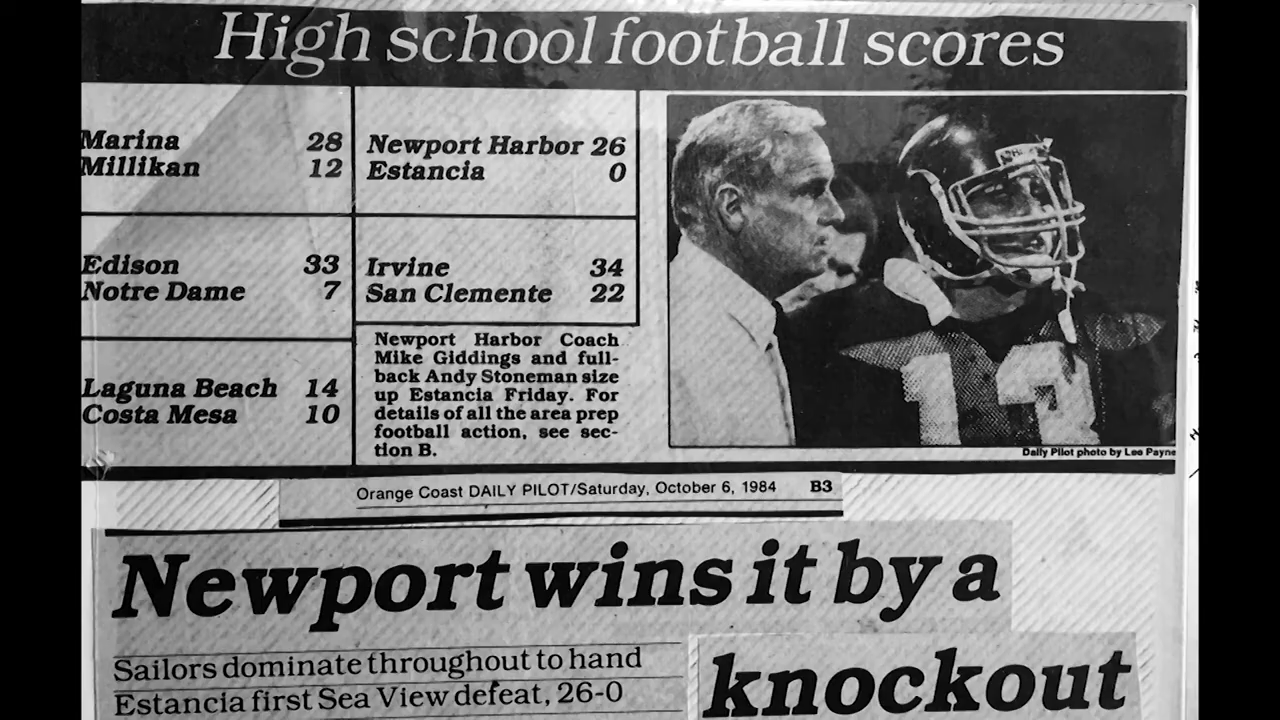 High school football scores
Marina 28
Millikan 12
Edison 33
Notre Dame 7
Laguna Beach 14
Costa Mesa 10
Newport Harbor 26
Estancia 0
Irvine 34
San Clemente 22
Newport Harbor Coach
Mike Giddings and full-
back Andy Stoneman size
up Estancia Friday. For
details of all the area prep
football action, see sec-
tion B.
Daily Pilot photo by Lee Payne
Orange Coast DAILY PILOT/Saturday, October 6, 1984 B3
Newport wins it by a
knockout
Sailors dominate throughout to hand
Estancia first Sea View defeat, 26-0